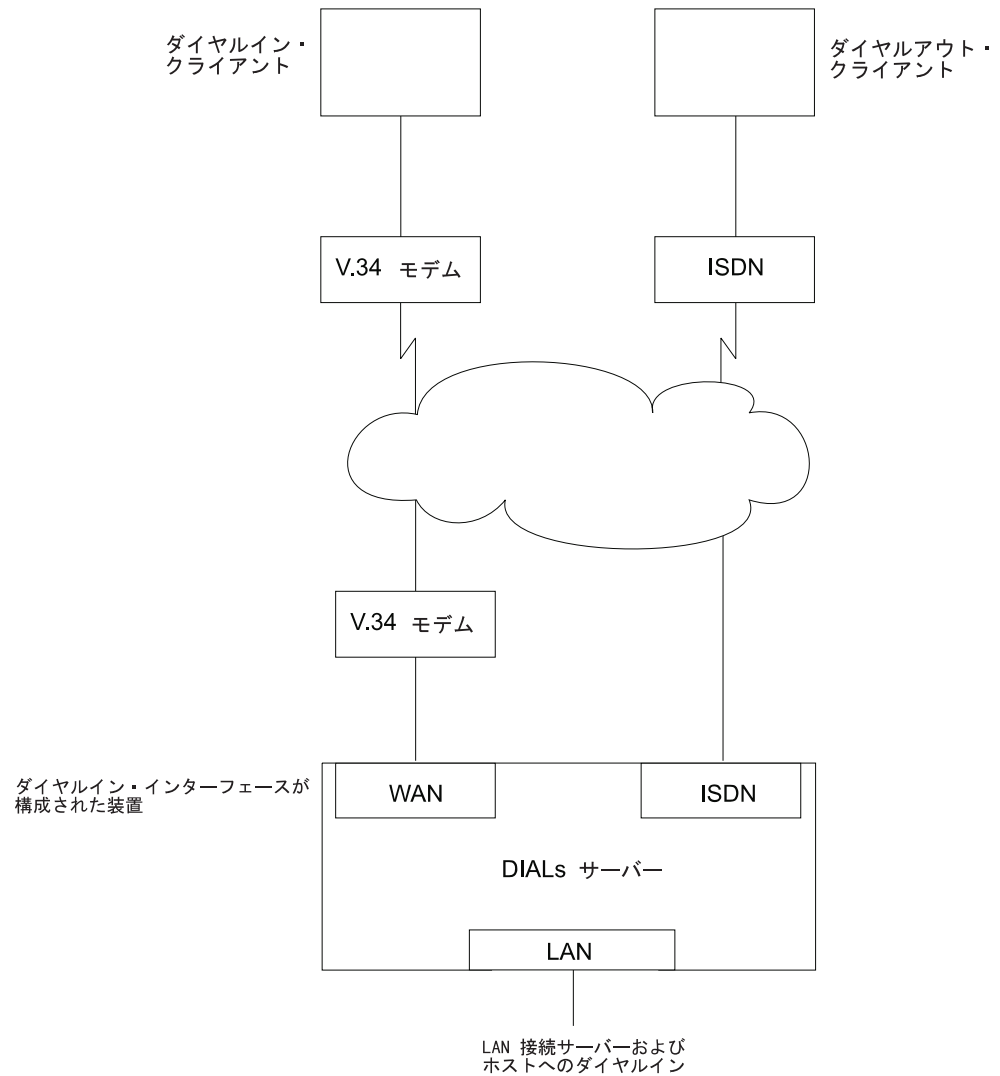 ダイヤルイン・
クライアント
ダイヤルアウト・
クライアント
V.34 モデム
ISDN
V.34 モデム
ダイヤルイン・インターフェースが
構成された装置
WAN
ISDN
DIALs サーバー
LAN
LAN 接続サーバーおよび
ホストへのダイヤルイン